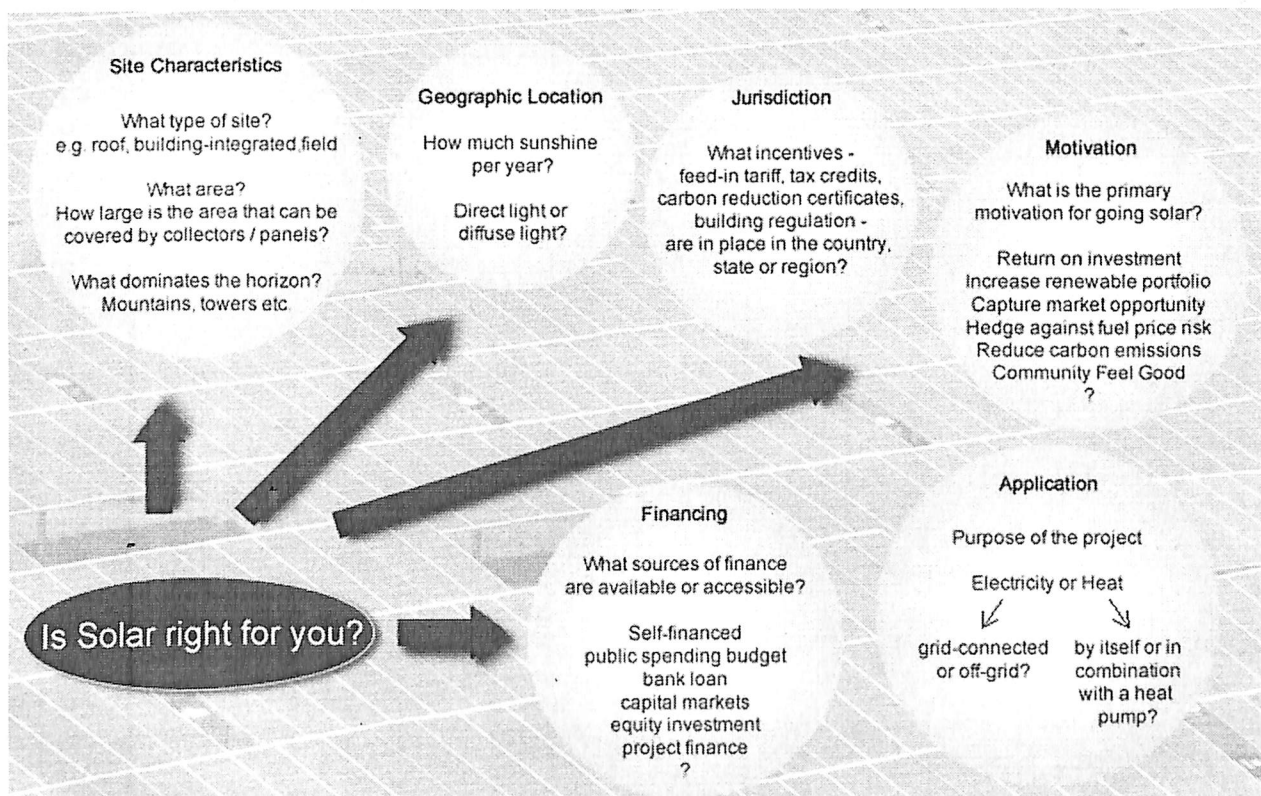 Site Characteristics
What type of site?
e.g. roof, building-integrated,field
What area?
How large is the area that can be
covered by collectors / panels?
What dominates the horizon?
Mountains, towers etc.
Geographic Location
How much sunshine
per year?
Direct light or
diffuse light?
Jurisdiction
What incentives -
feed-in tariff, tax credits,
carbon reduction certificates,
building regulation -
are in place in the country,
state or region?
Motivation
What is the primary
motivation for going solar?
Return on investment
Increase renewable portfolio
Capture market opportunity
Hedge against fuel price risk
Reduce carbon emissions
Community Feel Good
?
Is Solar right for you?
Financing
What sources of finance
are available or accessible?
Self-financed
public spending budget
bank loan
capital markets
equity investment
project finance
?
Application
Purpose of the project
Electricity or Heat
grid-connected
or off-grid?
by itself or in
combination
with a heat
pump?